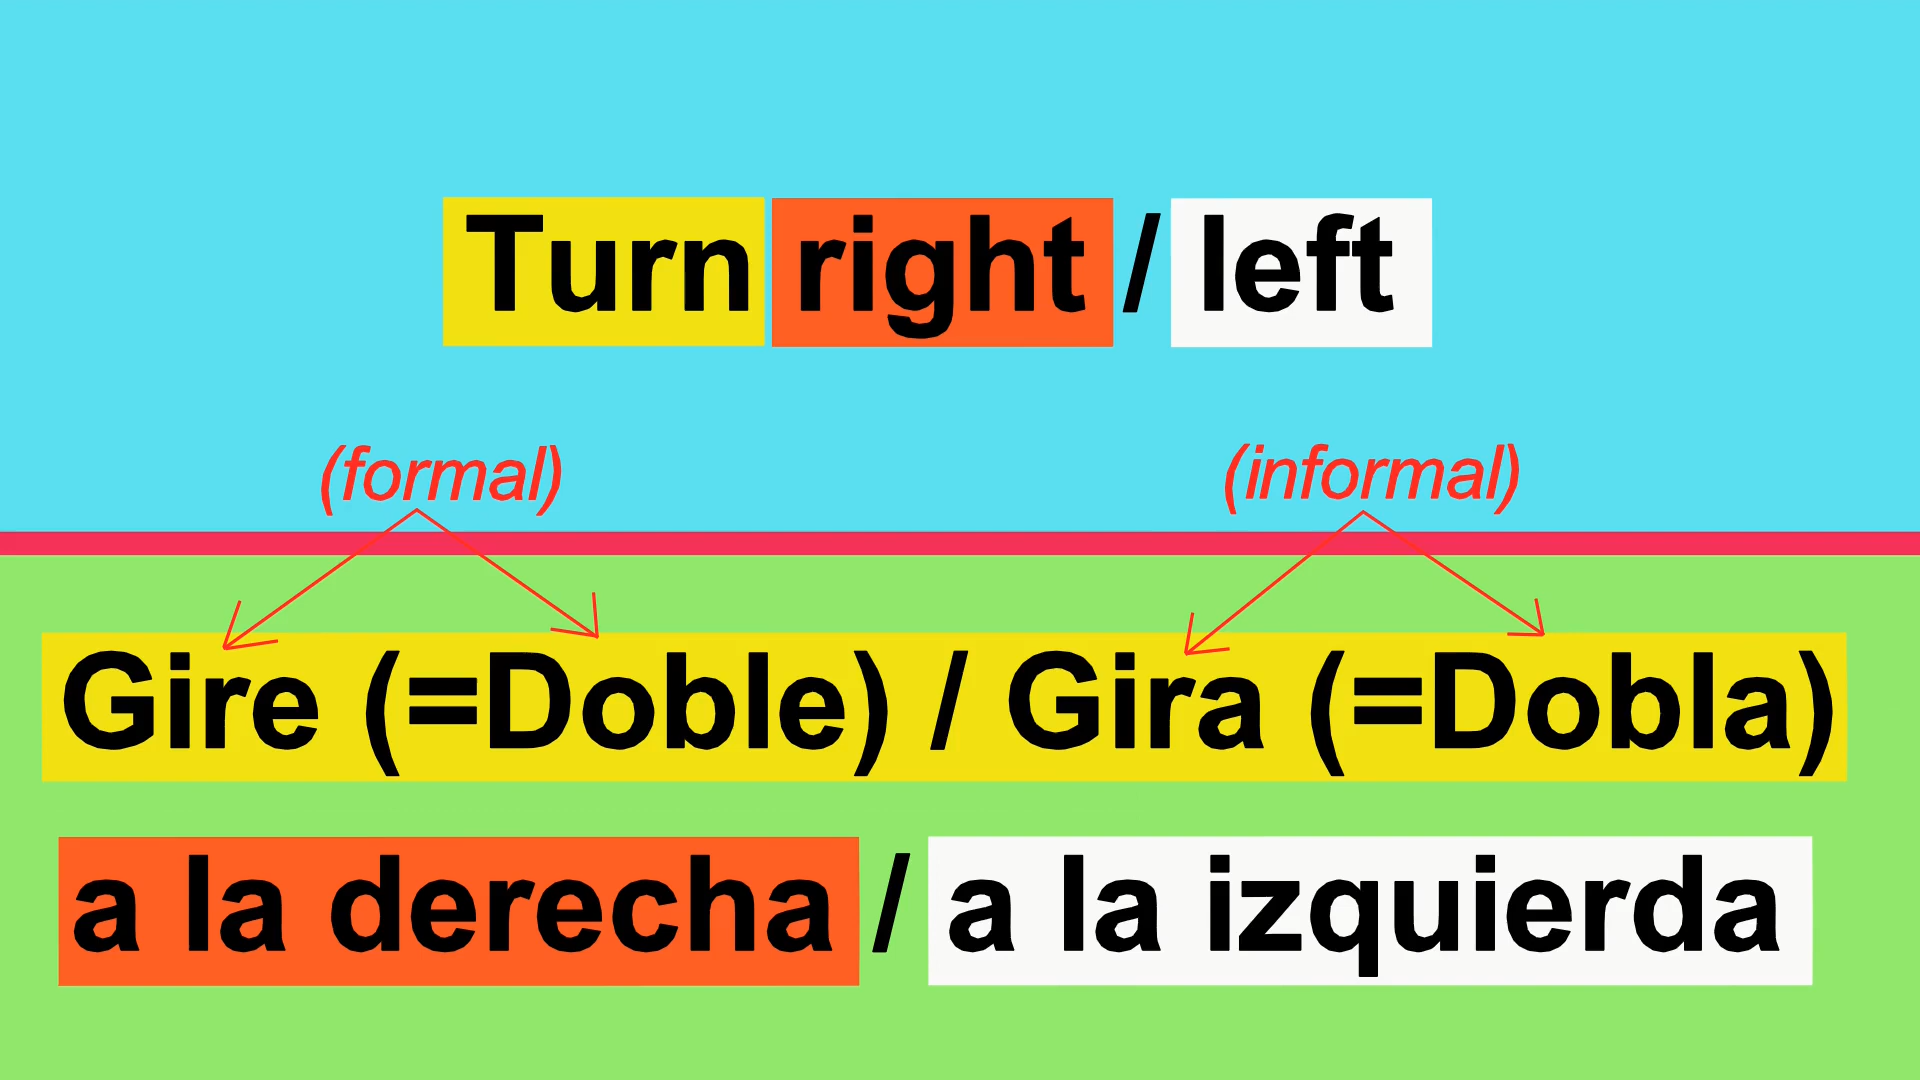 Turn right / left
(formal) (informal)
Gire (=Doble) / Gira (=Dobla)
a la derecha / a la izquierda